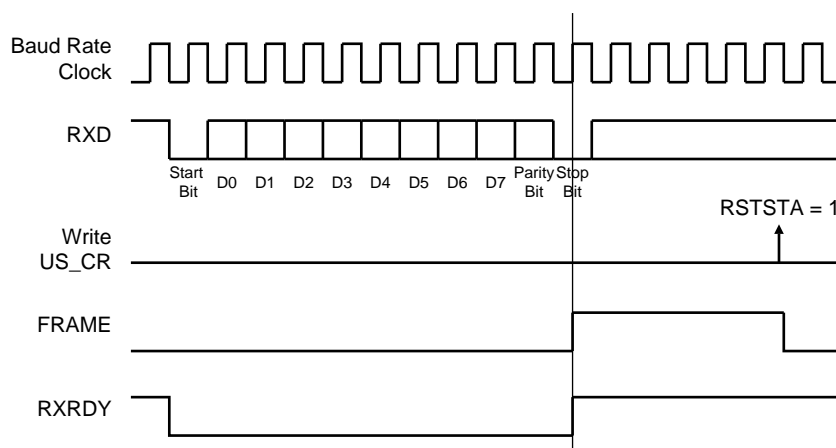 Baud Rate
Clock
RXD
Start
Bit
D0
D1
D2
D3
D4
D5
D6
D7
Parity
Bit
Stop
Bit
RSTSTA = 1
Write
US_CR
FRAME
RXRDY